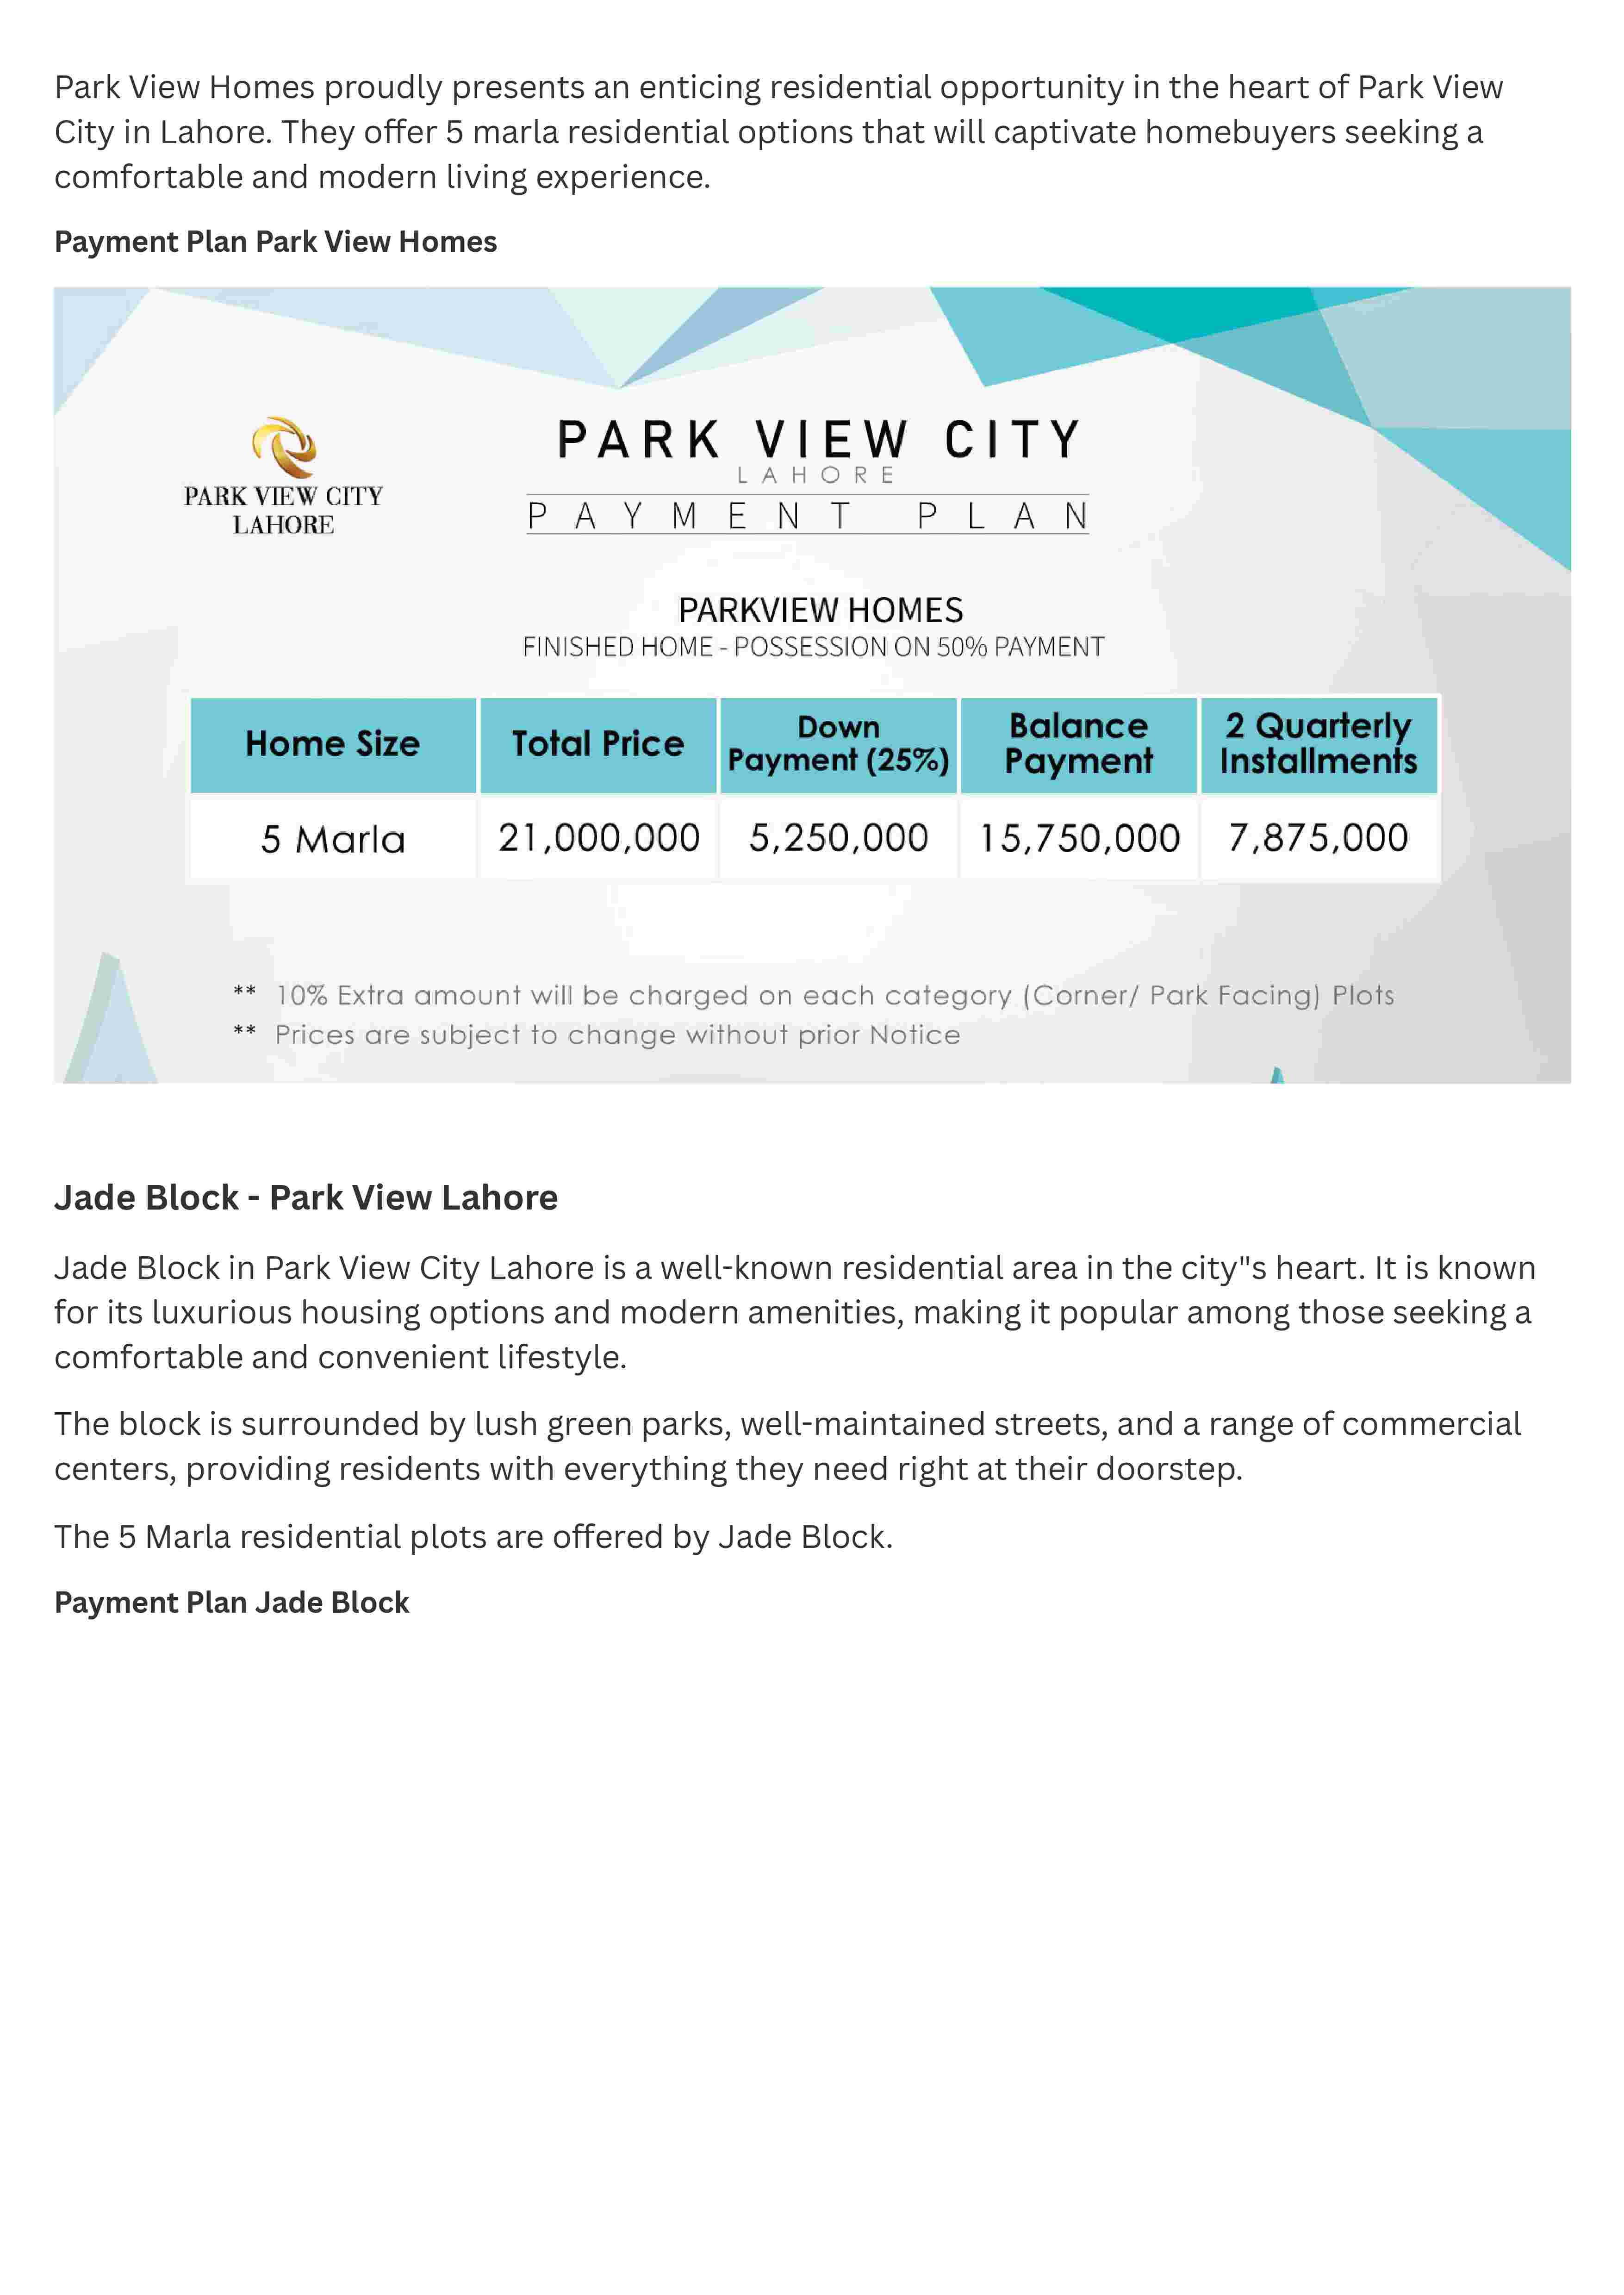 Park View Homes proudly presents an enticing residential opportunity in the heart of Park View
City in Lahore. They offer 5 marla residential options that will captivate homebuyers seeking a
comfortable and modern living experience.
Payment Plan Park View Homes
PARK VIEW CITY
LAHORE
PARK VIEW CITY
LAHORE
PAYMENT PLAN
PARKVIEW HOMES
FINISHED HOME - POSSESSION ON 50% PAYMENT
Home Size Total Price Down Payment (25%) Balance Payment 2 Quarterly Installments
5 Marla 21,000,000 5,250,000 15,750,000 7,875,000
** 10% Extra amount will be charged on each category (Corner/ Park Facing) Plots
** Prices are subject to change without prior Notice
Jade Block - Park View Lahore
Jade Block in Park View City Lahore is a well-known residential area in the city"s heart. It is known
for its luxurious housing options and modern amenities, making it popular among those seeking a
comfortable and convenient lifestyle.
The block is surrounded by lush green parks, well-maintained streets, and a range of commercial
centers, providing residents with everything they need right at their doorstep.
The 5 Marla residential plots are offered by Jade Block.
Payment Plan Jade Block